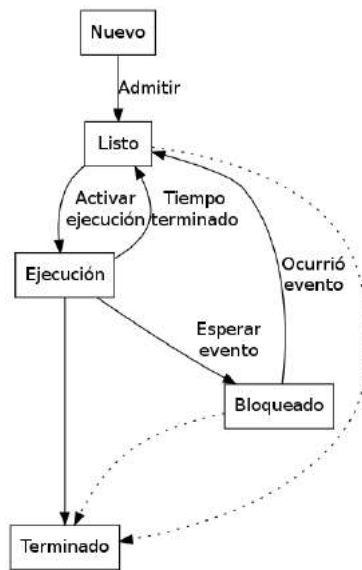 Nuevo
Admitir
Listo
Activar
ejecución
Tiempo
terminado
Ejecución
Ocurrió
evento
Esperar
evento
Bloqueado
Terminado